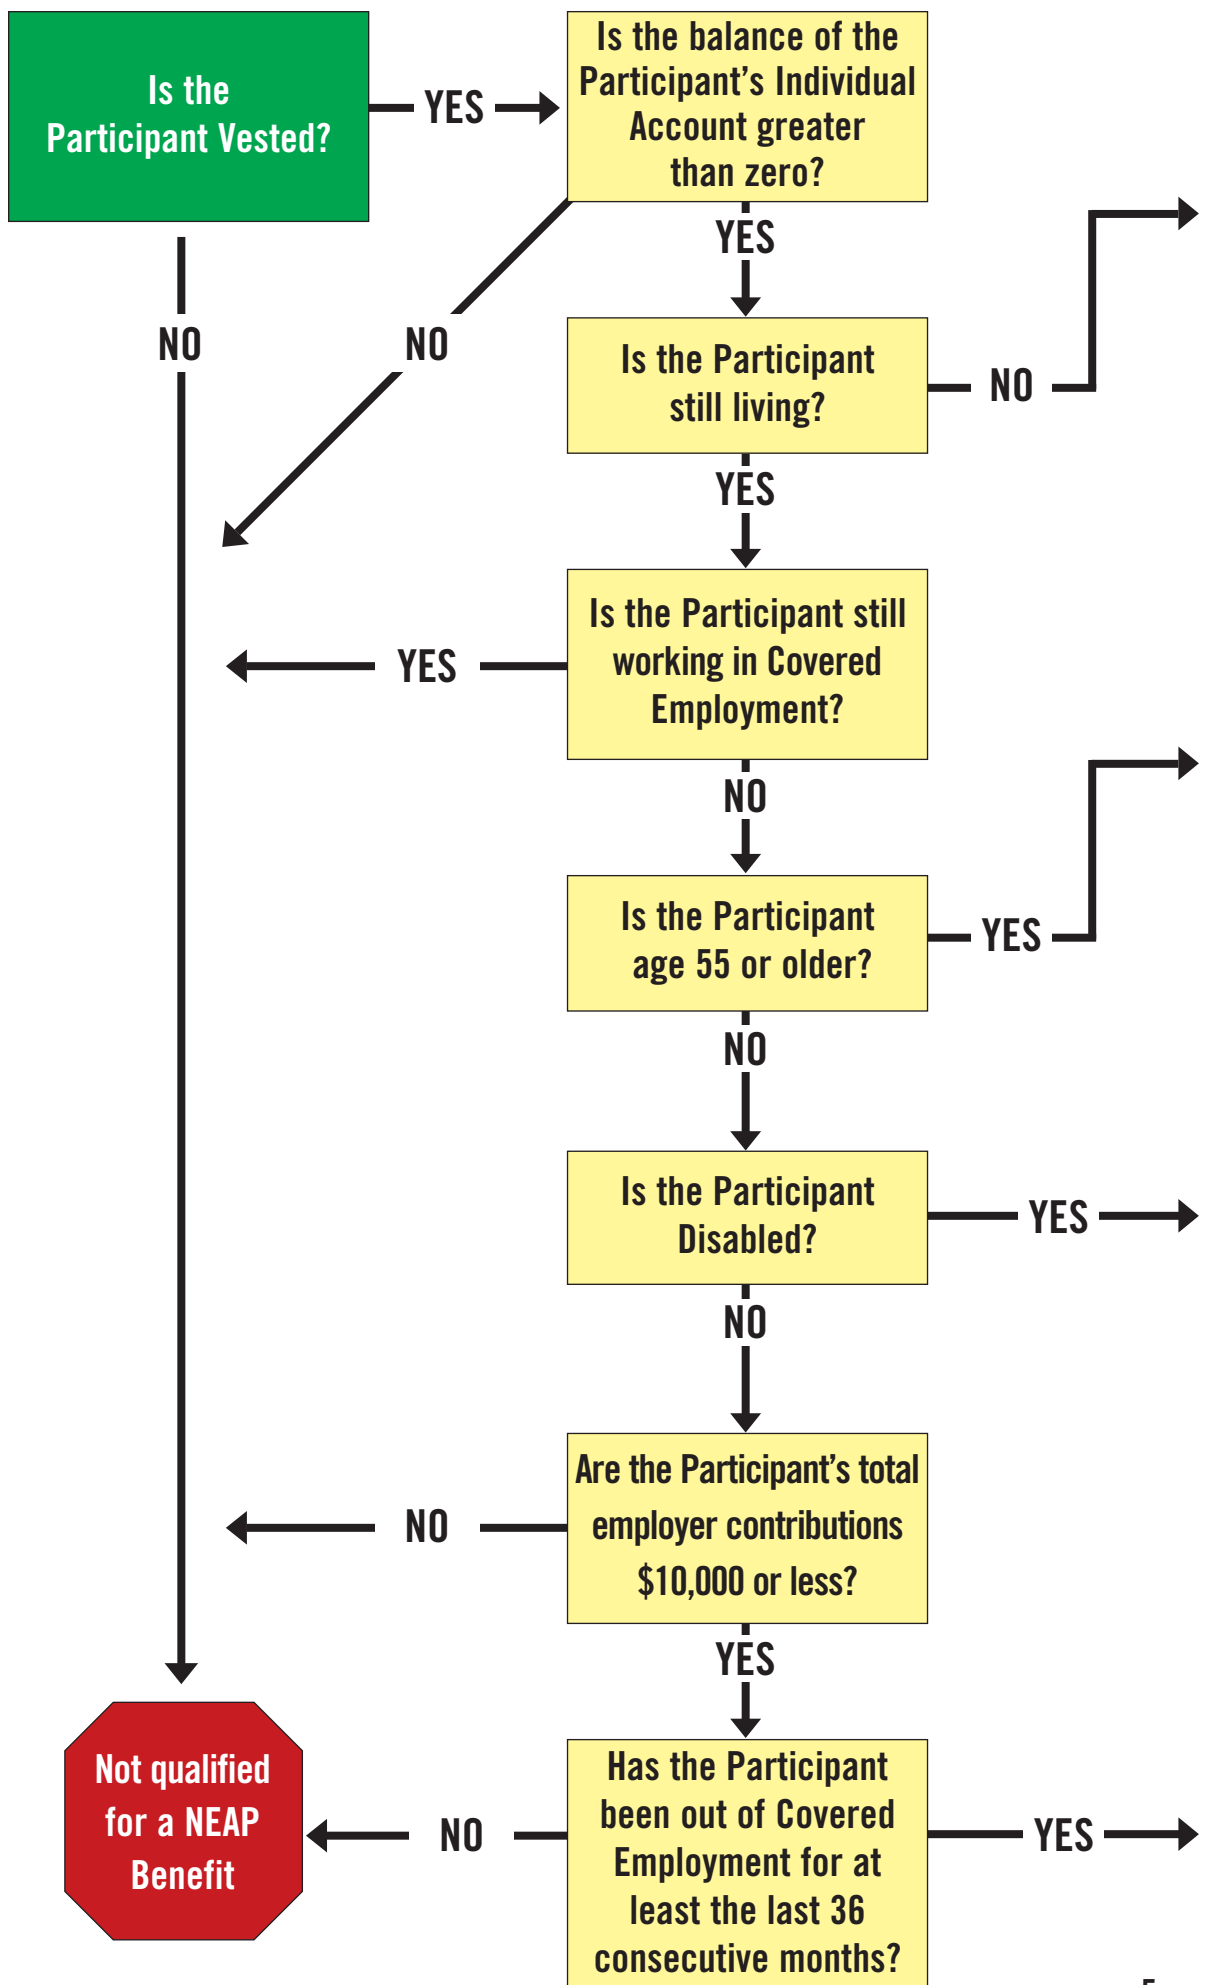 Is the
Participant Vested?
YES
Is the balance of the
Participant’s Individual
Account greater
than zero?
YES
NO
NO
Is the Participant
still living?
NO
YES
Is the Participant still
working in Covered
Employment?
YES
NO
Is the Participant
age 55 or older?
YES
NO
Is the Participant
Disabled?
YES
NO
Are the Participant’s total
employer contributions
$10,000 or less?
NO
YES
Not qualified
for a NEAP
Benefit
NO
Has the Participant
been out of Covered
Employment for at
least the last 36
consecutive months?
YES